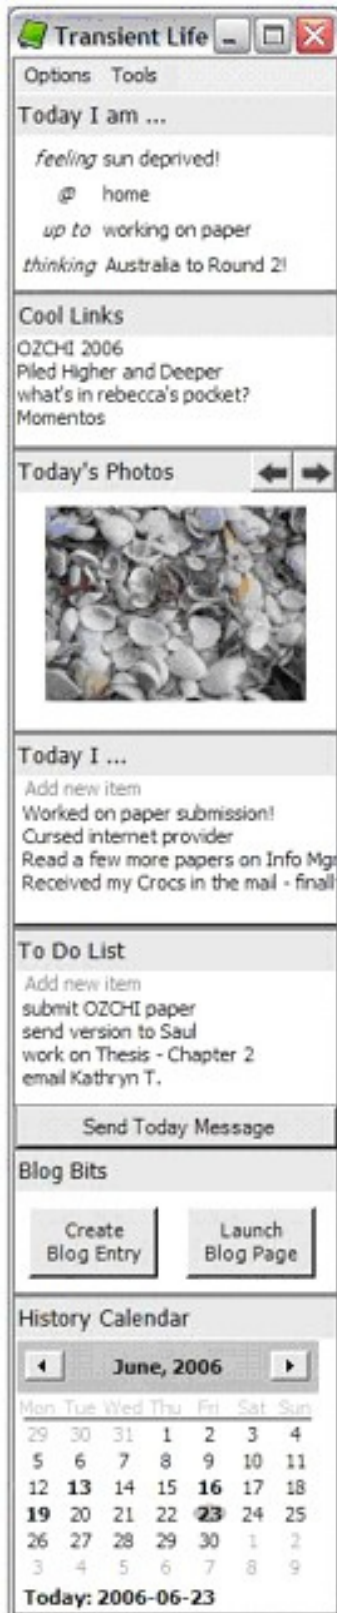 Transient Life
Options Tools
Today I am ...
feeling sun deprived!
@ home
up to working on paper
thinking Australia to Round 2!
Cool Links
OZCHI 2006
Piled Higher and Deeper
what's in rebecca's pocket?
Momentos
Today's Photos
Today I ...
Add new item
Worked on paper submission!
Cursed internet provider
Read a few more papers on Info Mgr
Received my Crocs in the mail - finall
To Do List
Add new item
submit OZCHI paper
send version to Saul
work on Thesis - Chapter 2
email Kathryn T.
Send Today Message
Blog Bits
Create Launch
Blog Entry Blog Page
History Calendar
June, 2006
Mon Tue Wed Thu Fri Sat Sun
29 30 31 1 2 3 4
5 6 7 8 9 10 11
12 13 14 15 16 17 18
19 20 21 22 23 24 25
26 27 28 29 30 1 2
3 4 5 6 7 8 9
Today: 2006-06-23